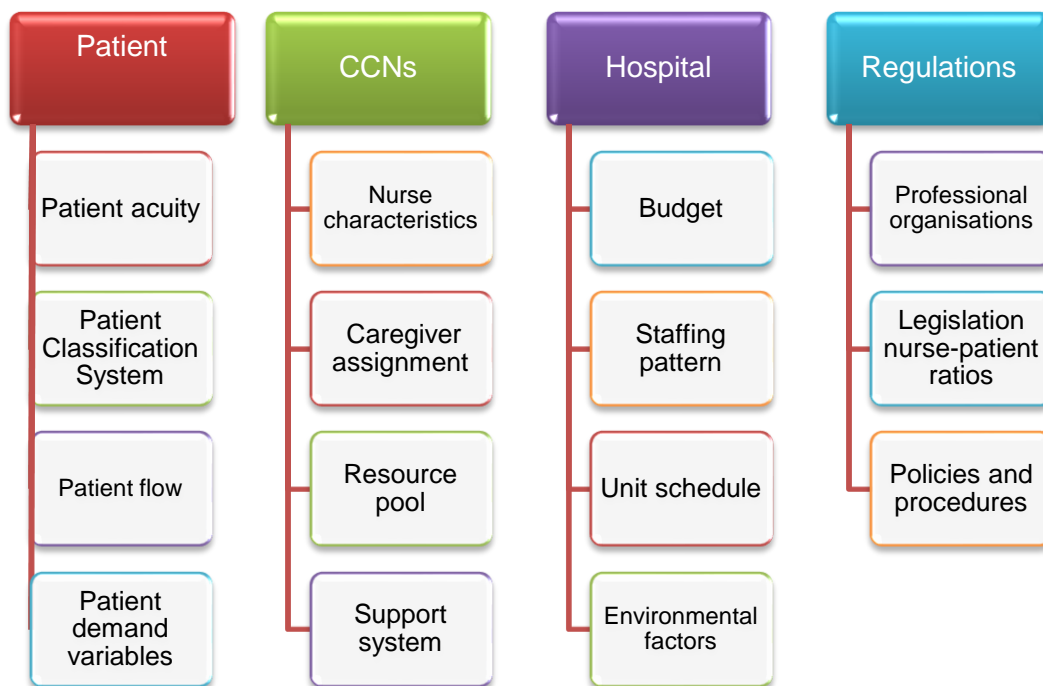 Patient
Patient acuity
Patient
Classification
System
Patient flow
Patient
demand
variables
CCNs
Nurse
characteristics
Caregiver
assignment
Resource
pool
Support
system
Hospital
Budget
Staffing
pattern
Unit schedule
Environmental
factors
Regulations
Professional
organisations
Legislation
nurse-patient
ratios
Policies and
procedures